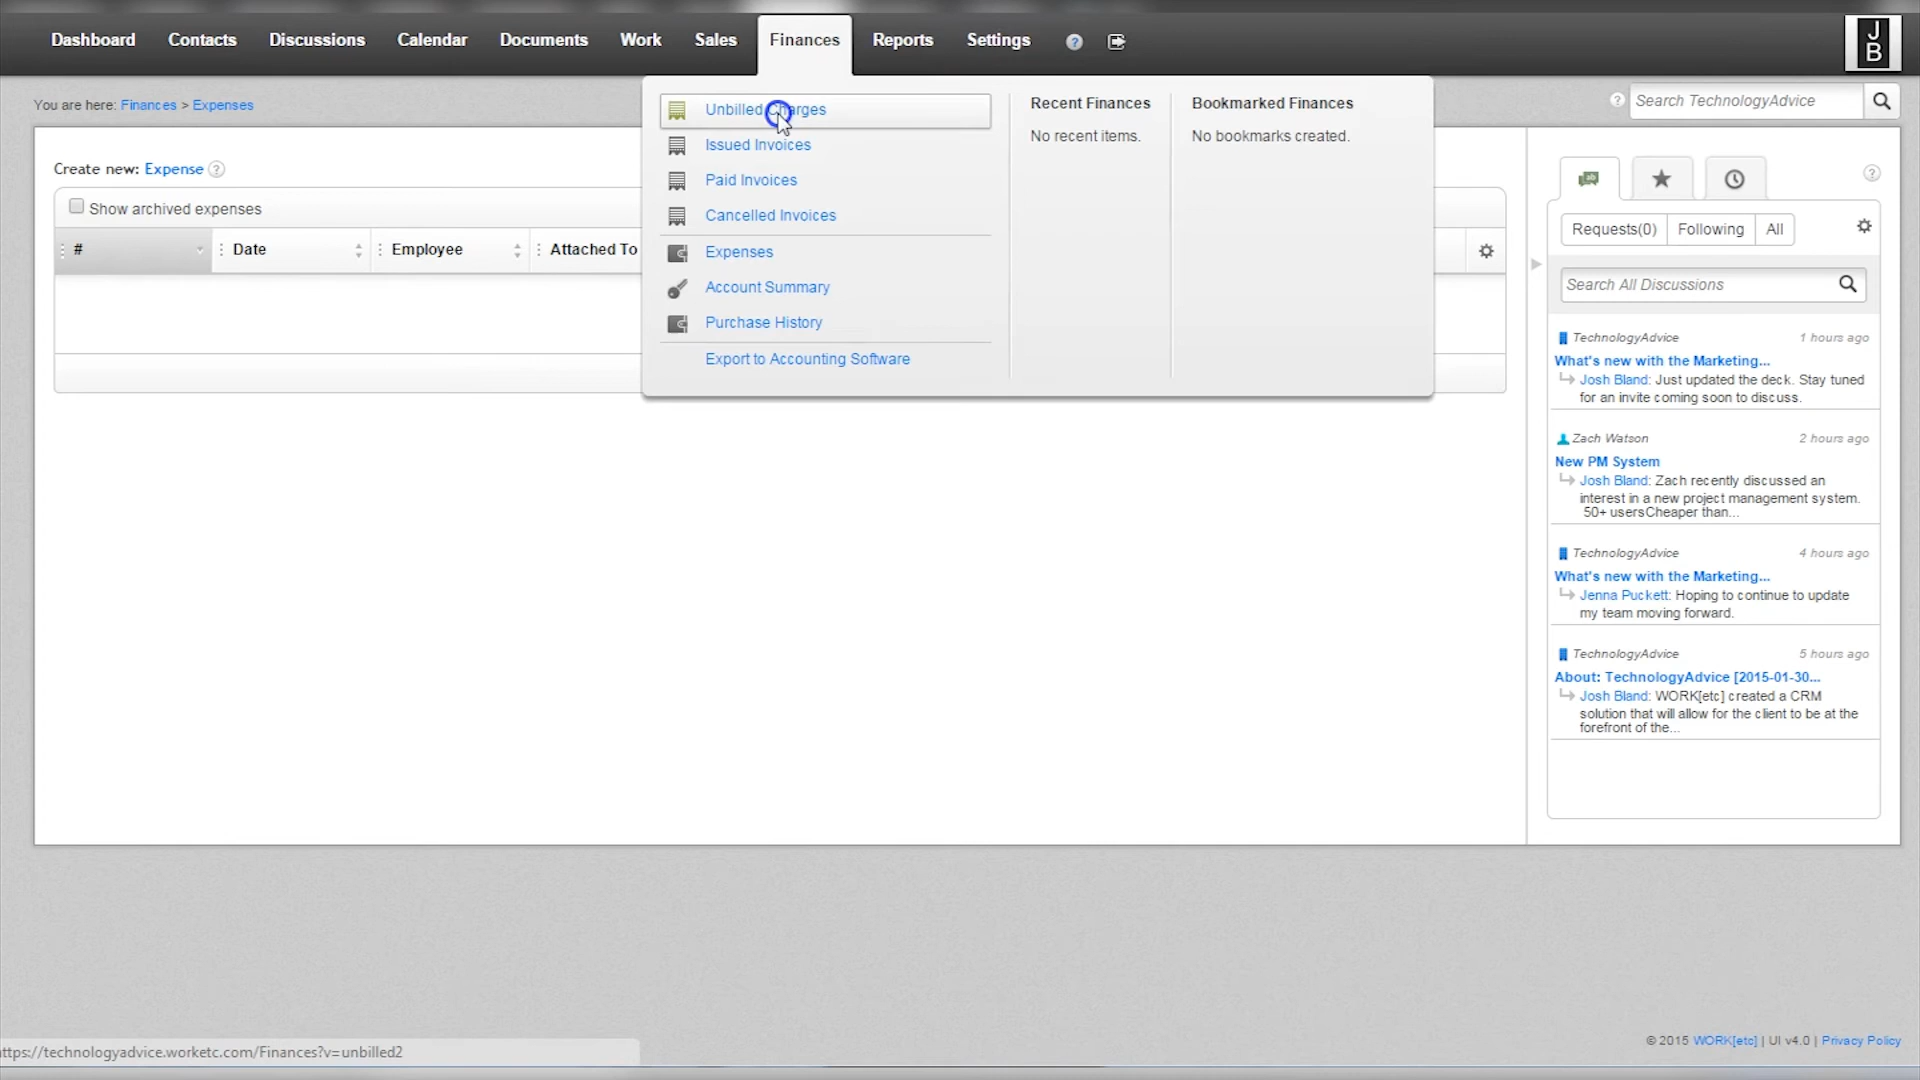 Dashboard Contacts Discussions Calendar Documents Work Sales Finances Reports Settings ?
J
B
You are here: Finances > Expenses
? Search TechnologyAdvice
Unbilled Charges
Issued Invoices
Paid Invoices
Cancelled Invoices
Expenses
Account Summary
Purchase History
Export to Accounting Software
Recent Finances
No recent items.
Bookmarked Finances
No bookmarks created.
Create new: Expense ?
Show archived expenses
# Date Employee Attached To
?
Requests(0) Following All
Search All Discussions
TechnologyAdvice 1 hours ago
What's new with the Marketing...
Josh Bland: Just updated the deck. Stay tuned
for an invite coming soon to discuss.
Zach Watson 2 hours ago
New PM System
Josh Bland: Zach recently discussed an
interest in a new project management system.
50+ usersCheaper than...
TechnologyAdvice 4 hours ago
What's new with the Marketing...
Jenna Puckett: Hoping to continue to update
my team moving forward.
TechnologyAdvice 5 hours ago
About: TechnologyAdvice [2015-01-30...
Josh Bland: WORK[etc] created a CRM
solution that will allow for the client to be at the
forefront of the...
© 2015 WORK[etc] | UI v4.0 | Privacy Policy
ttps://technologyadvice.worketc.com/Finances?v=unbilled2